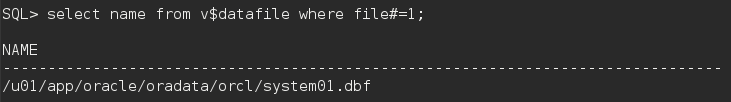 SQL> select name from v$datafile where file#=1;
NAME
--------------------------------------------------------------------------------
/u01/app/oracle/oradata/orcl/system01.dbf